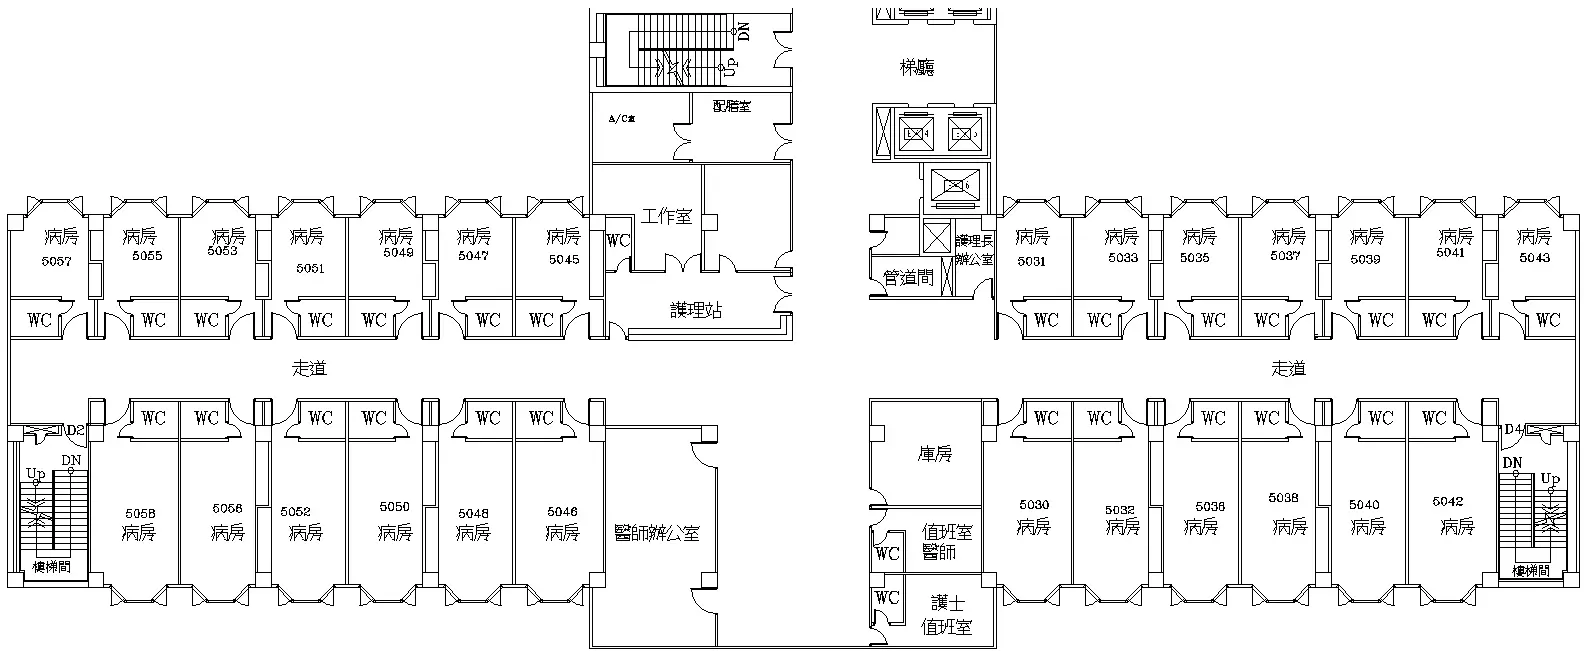 DN
UP
梯廳
A/C室
配膳室
4
5
6
工作室
病房
5057
病房
5055
病房
5053
病房
5051
病房
5049
病房
5047
病房
5045
WC
護理長
辦公室
管道間
病房
5031
病房
5033
病房
5035
病房
5037
病房
5039
病房
5041
病房
5043
護理站
WC
WC
WC
WC
WC
WC
WC
WC
WC
WC
WC
WC
WC
WC
走道
走道
WC
WC
WC
WC
WC
WC
WC
WC
WC
WC
WC
WC
D2
D4
庫房
Up
DN
DN
Up
5058
病房
5056
病房
5052
病房
5050
病房
5048
病房
5046
病房
醫師辦公室
值班室
醫師
WC
5030
病房
5032
病房
5036
病房
5038
病房
5040
病房
5042
病房
樓梯間
樓梯間
WC
護士
值班室